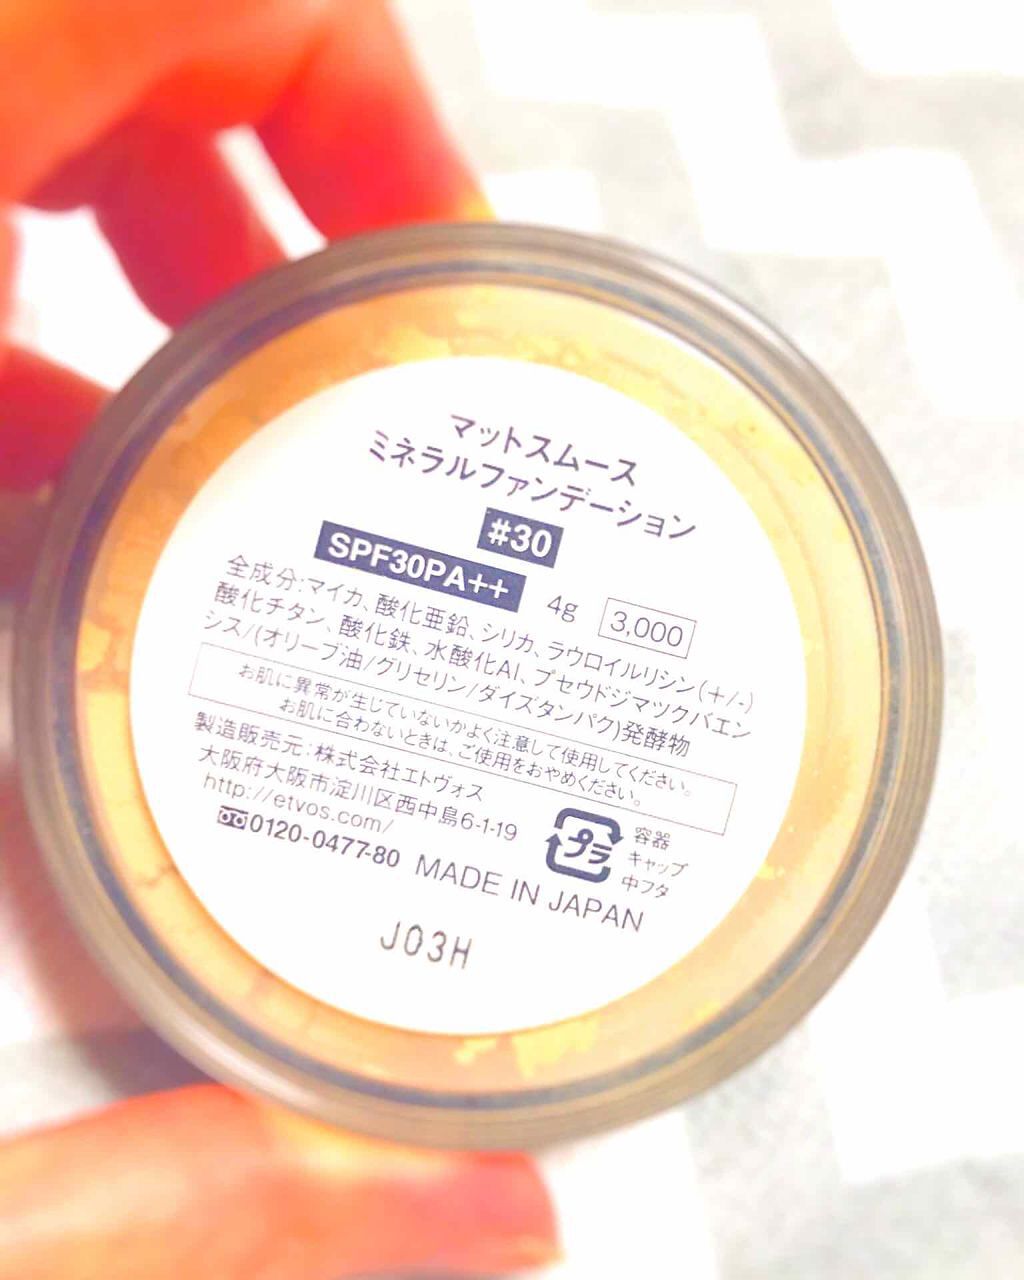 マットスムース
ミネラルファンデーション
#30
SPF30PA++ 4g 3,000
全成分:マイカ、酸化亜鉛、シリカ、ラウロイルリシン(+/-)
酸化チタン、酸化鉄、水酸化Al、プセウドジマックバエン
シス/(オリーブ油/グリセリン/ダイズタンパク)発酵物
お肌に異常が生じていないかよく注意して使用してください。
お肌に合わないときは、ご使用をおやめください。
製造販売元:株式会社エトヴォス
大阪府大阪市淀川区西中島6-1-19
http://etvos.com/
0120-0477-80
プラ
容器
キャップ
中フタ
MADE IN JAPAN
J03H